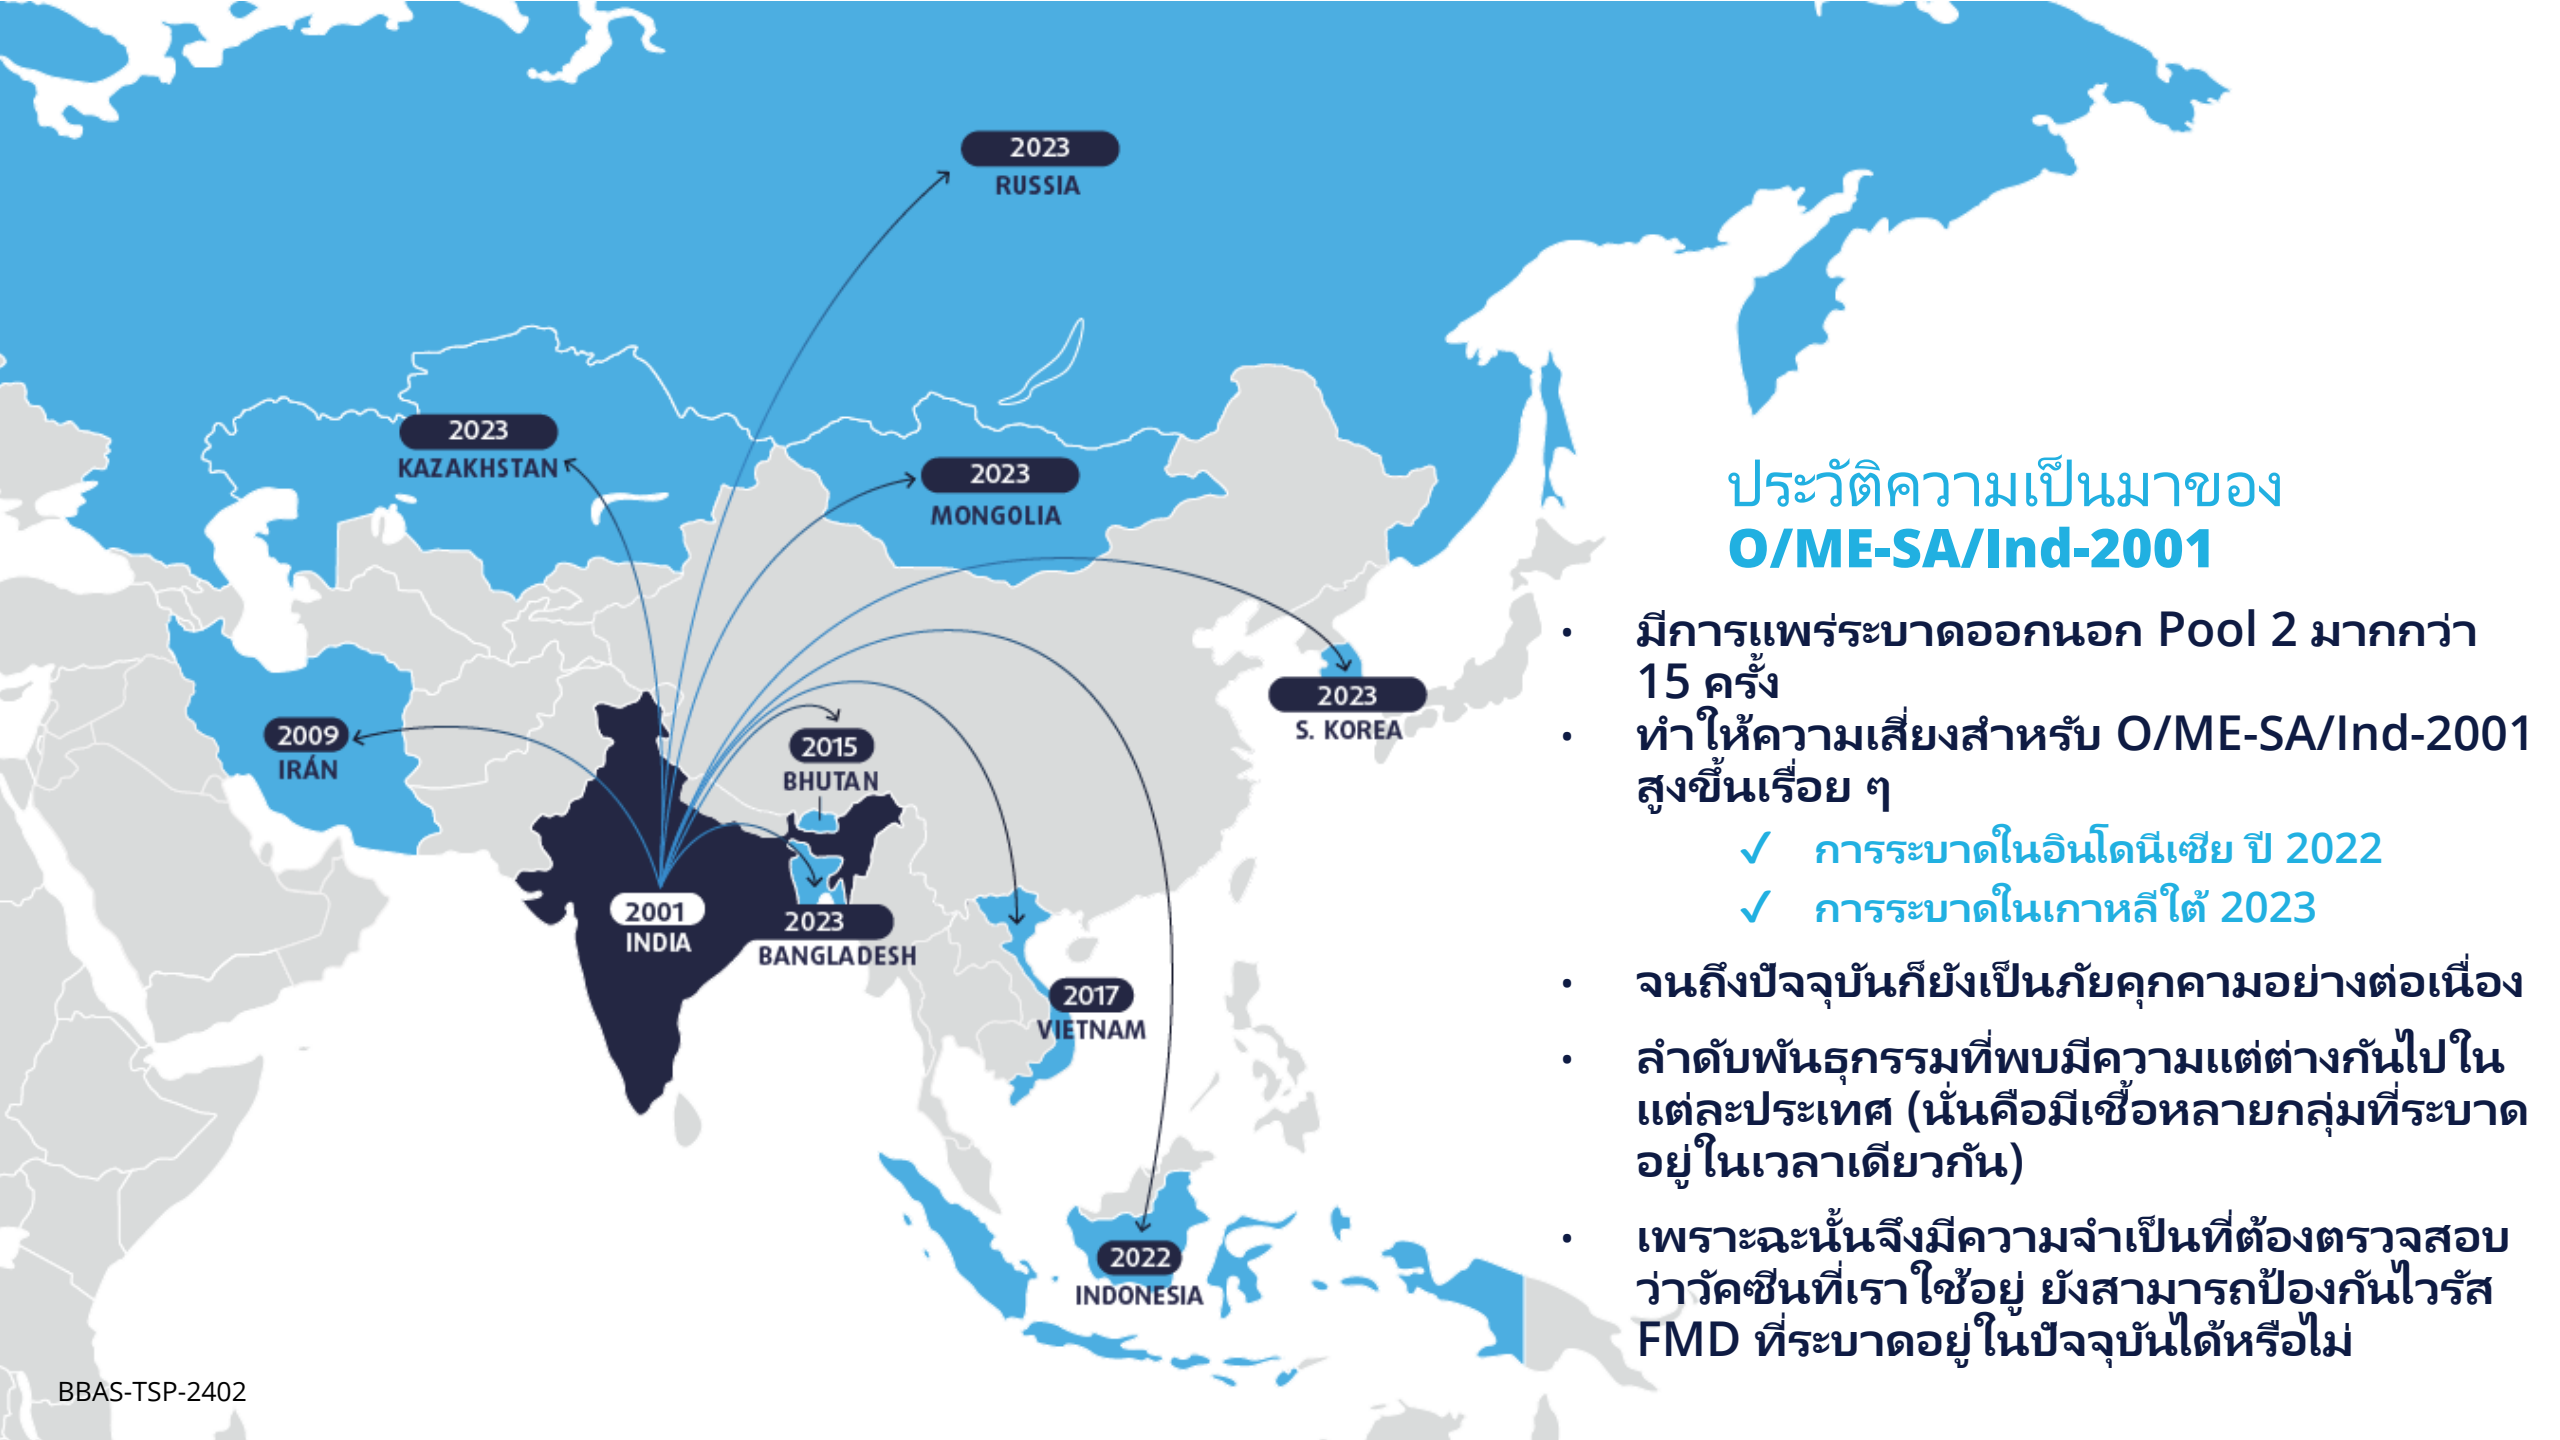 2023
RUSSIA
2023
KAZAKHSTAN
2023
MONGOLIA
2023
S. KOREA
2009
IRÁN
2015
BHUTAN
2001
INDIA
2023
BANGLADESH
2017
VIETNAM
2022
INDONESIA
ประวัติความเป็นมาของ
O/ME-SA/Ind-2001
• มีการแพร่ระบาดออกนอก Pool 2 มากกว่า
15 ครั้ง
• ทำให้ความเสี่ยงสำหรับ O/ME-SA/Ind-2001
สูงขึ้นเรื่อย ๆ
✓ การระบาดในอินโดนีเซีย ปี 2022
✓ การระบาดในเกาหลีใต้ 2023
• จนถึงปัจจุบันก็ยังเป็นภัยคุกคามอย่างต่อเนื่อง
• ลำดับพันธุกรรมที่พบมีความแต่ต่างกันไปใน
แต่ละประเทศ (นั่นคือมีเชื้อหลายกลุ่มที่ระบาด
อยู่ในเวลาเดียวกัน)
• เพราะฉะนั้นจึงมีความจำเป็นที่ต้องตรวจสอบ
ว่าวัคซีนที่เราใช้อยู่ ยังสามารถป้องกันไวรัส
FMD ที่ระบาดอยู่ในปัจจุบันได้หรือไม่
BBAS-TSP-2402